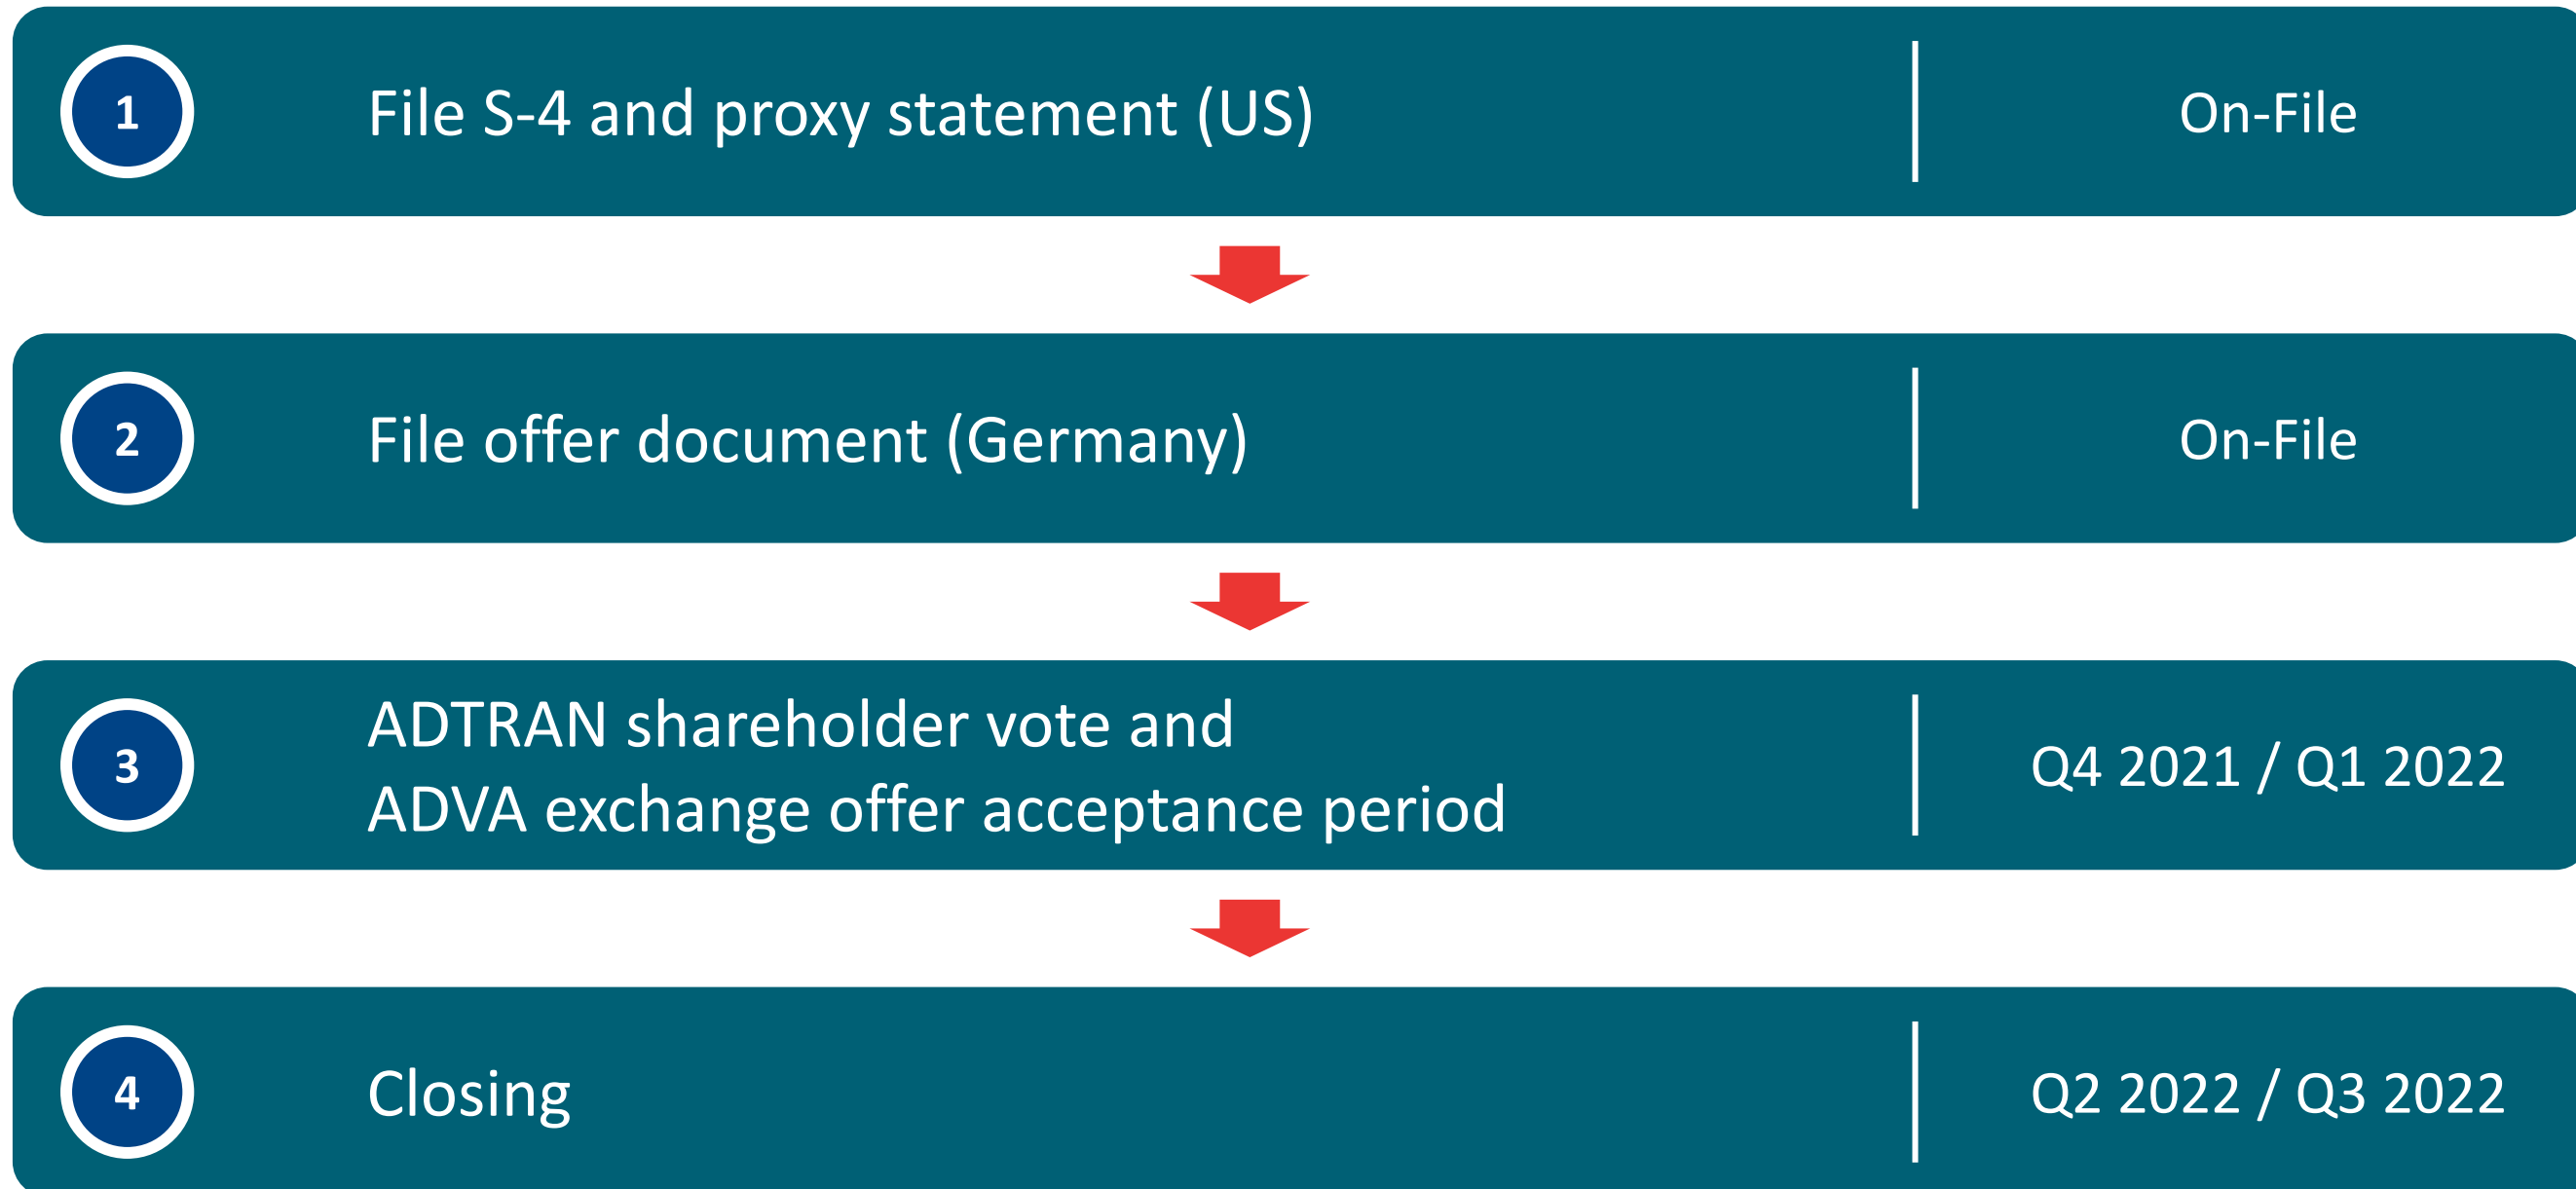 1
File S-4 and proxy statement (US)
On-File
2
File offer document (Germany)
On-File
3
ADTRAN shareholder vote and
ADVA exchange offer acceptance period
Q4 2021 / Q1 2022
4
Closing
Q2 2022 / Q3 2022